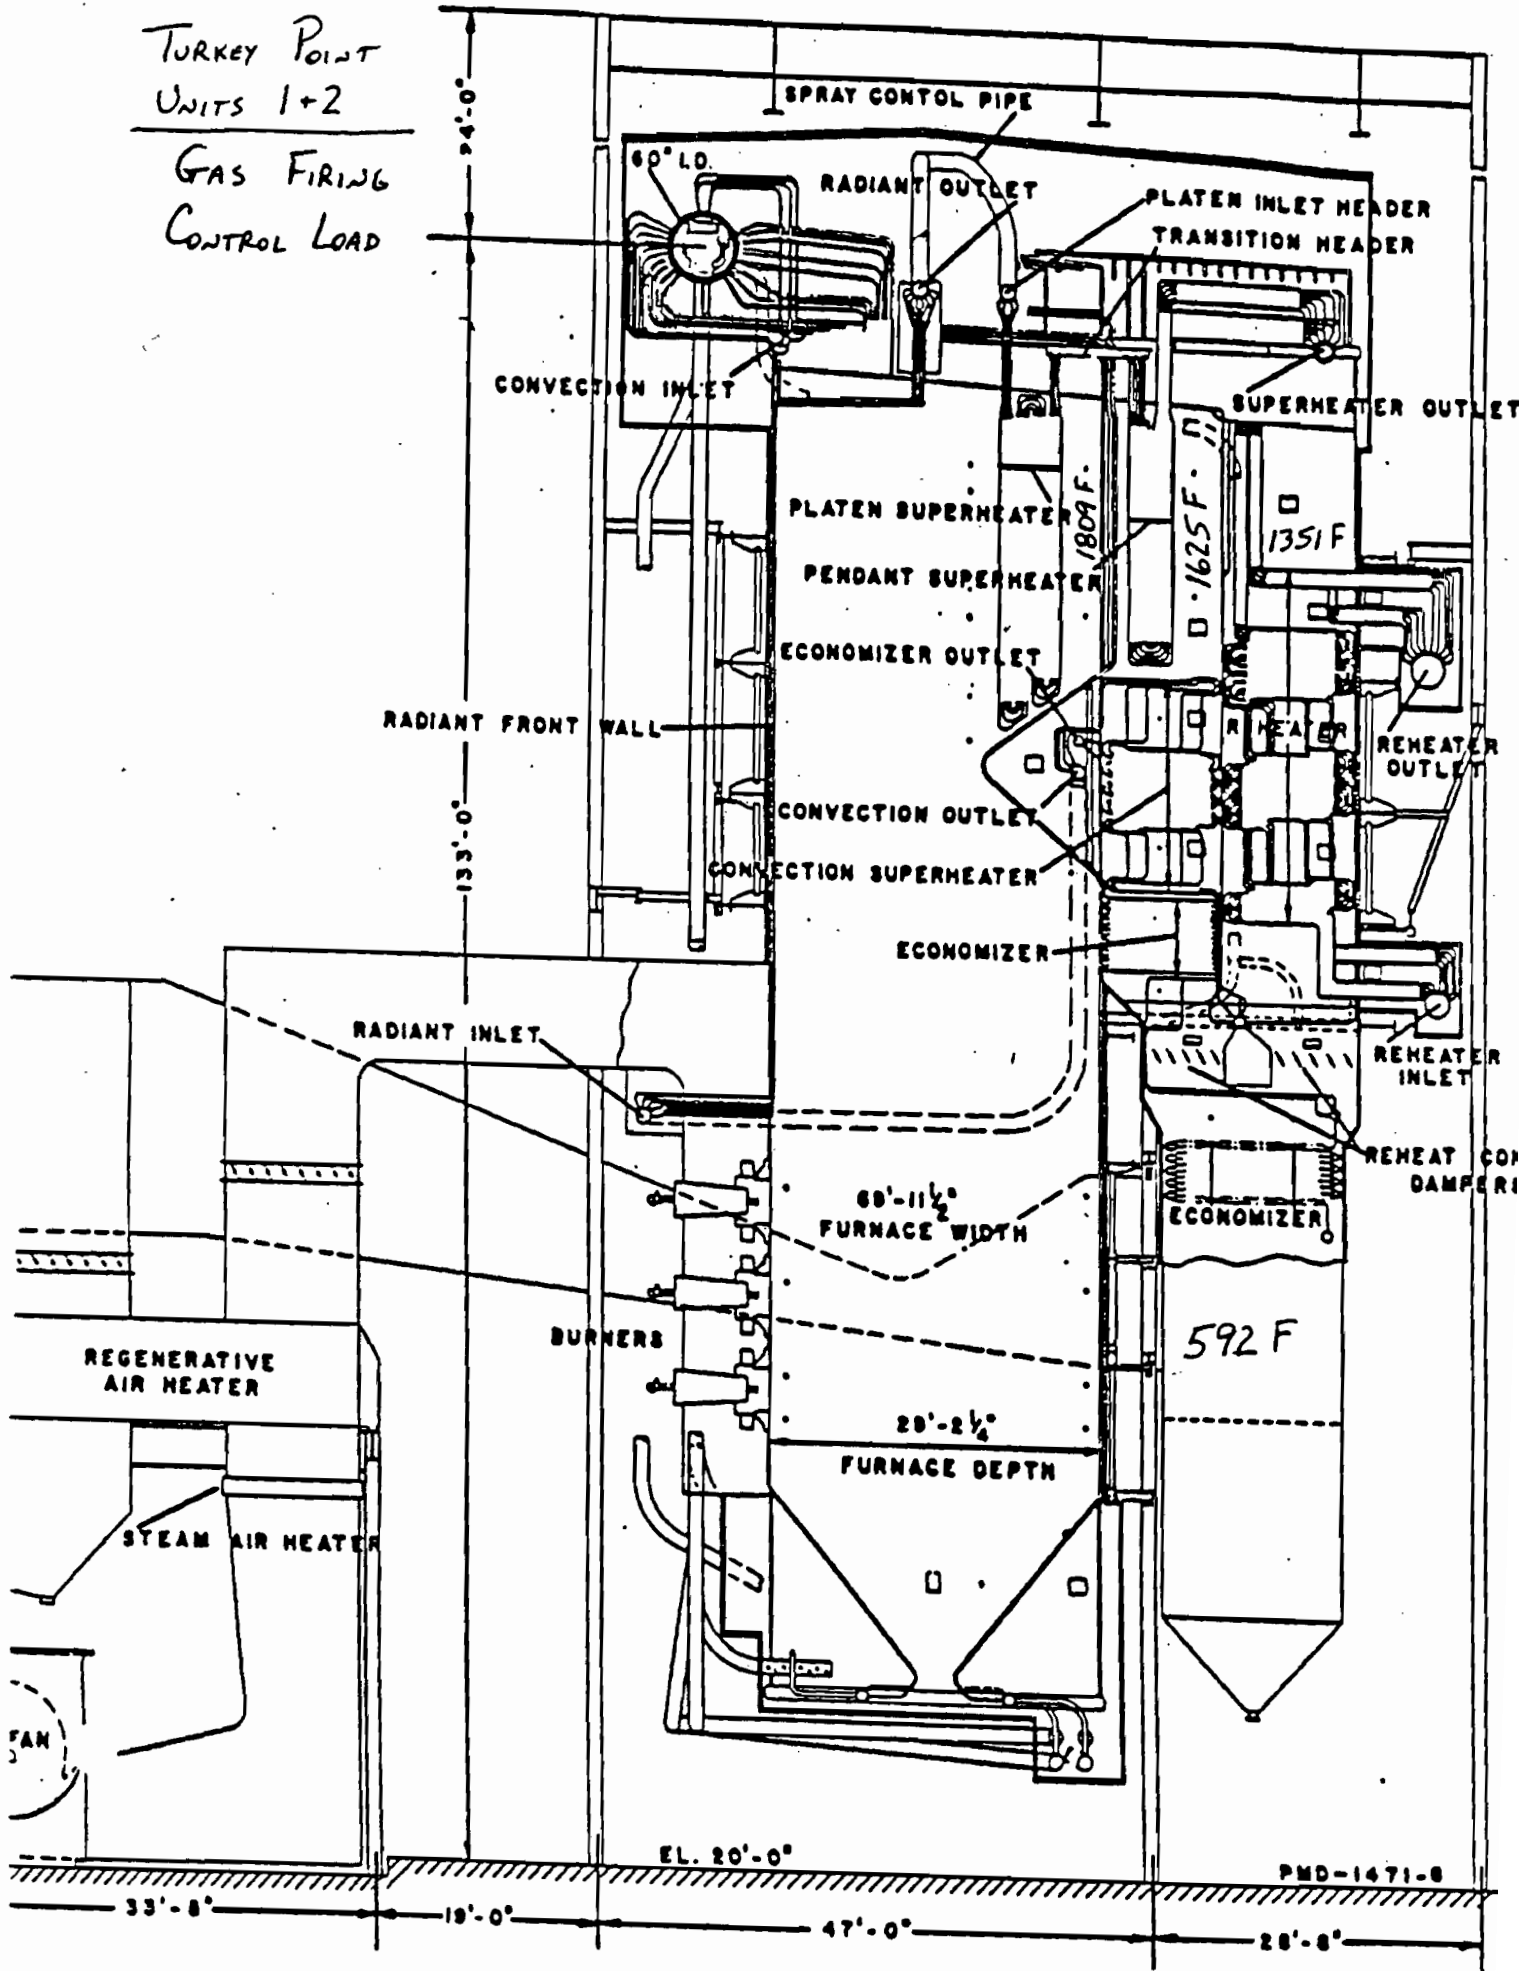 TURKEY POINT
UNITS 1+2
GAS FIRING
CONTROL LOAD
24'-0"
SPRAY CONTOL PIPE
60" I.D.
RADIANT OUTLET
PLATEN INLET HEADER
TRANSITION HEADER
CONVECTION INLET
SUPERHEATER OUTLET
PLATEN SUPERHEATER
1809 F
1625 F
1351 F
PENDANT SUPERHEATER
ECONOMIZER OUTLET
RADIANT FRONT WALL
REHEATER
REHEATER
OUTLET
133'-0"
CONVECTION OUTLET
CONVECTION SUPERHEATER
ECONOMIZER
RADIANT INLET
REHEATER
INLET
REHEAT CON
DAMPERS
69'-11½"
FURNACE WIDTH
ECONOMIZER
BURNERS
592 F
REGENERATIVE
AIR HEATER
29'-2¼"
FURNACE DEPTH
STEAM AIR HEATER
FAN
EL. 20'-0"
PMD-1471-6
33'-8"
19'-0"
47'-0"
28'-8"